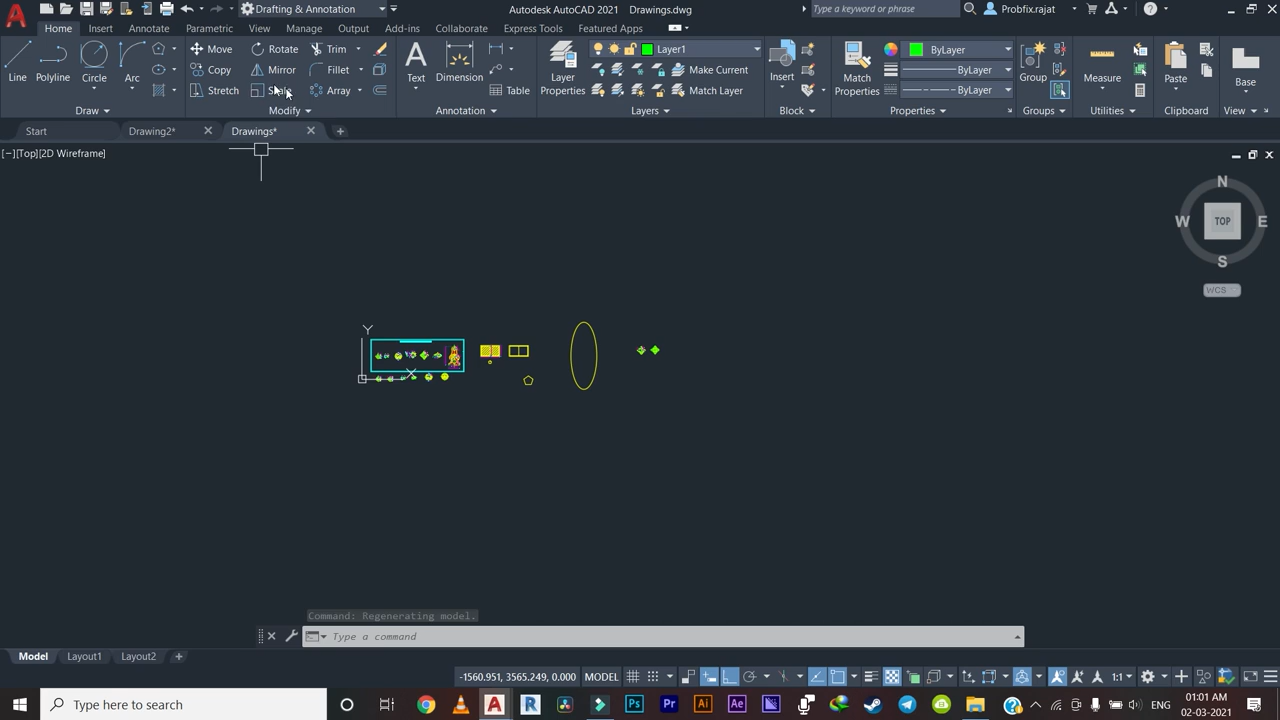 Drafting & Annotation
Autodesk AutoCAD 2021 Drawings.dwg
Type a keyword or phrase
Probfix.rajat
Home
Insert
Annotate
Parametric
View
Manage
Output
Add-ins
Collaborate
Express Tools
Featured Apps
Line
Polyline
Circle
Arc
Draw
Move
Rotate
Trim
Copy
Mirror
Fillet
Stretch
Array
Modify
Text
Dimension
Table
Annotation
Layer
Properties
Layer1
Make Current
Match Layer
Layers
Insert
Block
Match
Properties
ByLayer
ByLayer
ByLayer
Properties
Group
Groups
Measure
Utilities
Paste
Clipboard
Base
View
Start
Drawing2*
Drawings*
[−][Top][2D Wireframe]
N
W
TOP
E
S
WCS
Y
X
Command: Regenerating model.
Type a command
Model
Layout1
Layout2
-1560.951, 3565.249, 0.000
MODEL
1:1
Type here to search
ENG
01:01 AM
02-03-2021